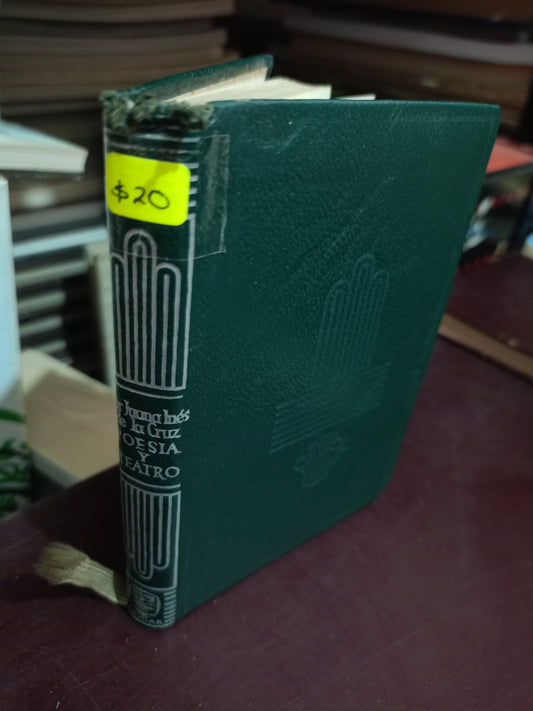 $20
Juana Inés
de la Cruz
POESIA
Y
TEATRO